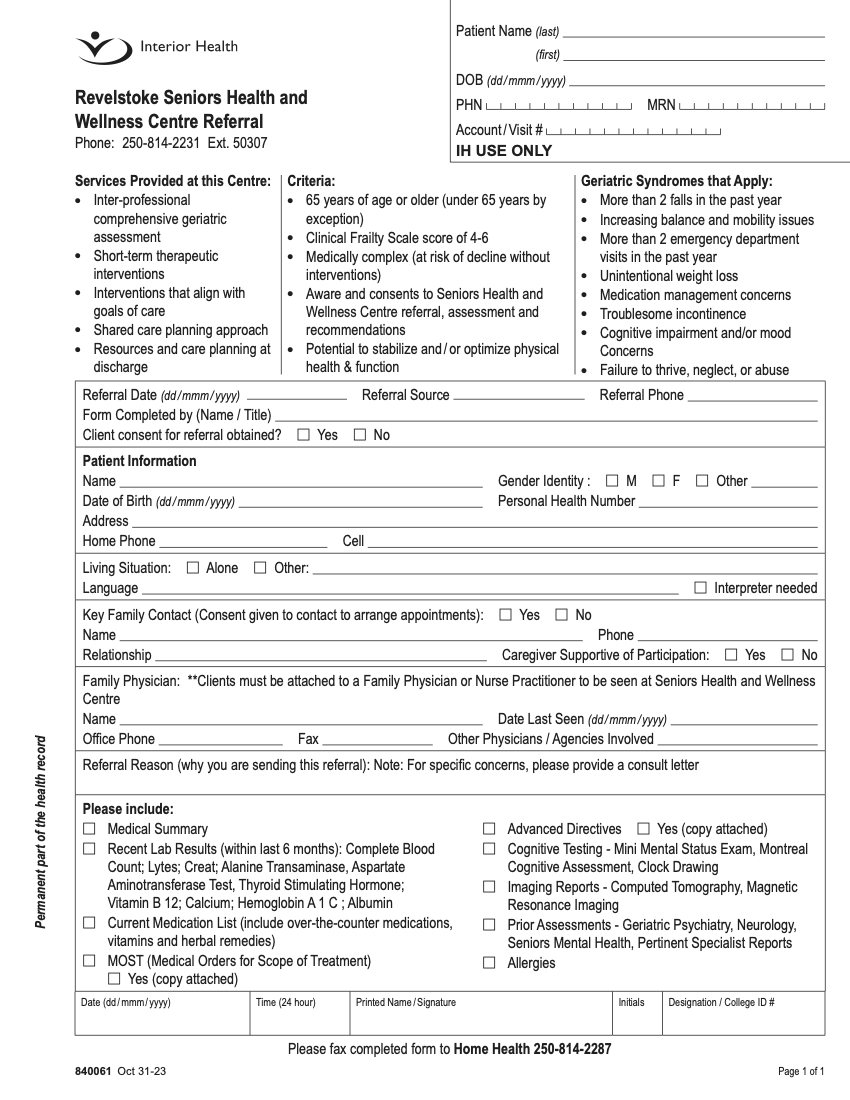 Interior Health
Revelstoke Seniors Health and
Wellness Centre Referral
Phone: 250-814-2231 Ext. 50307
Patient Name (last)
(first)
DOB (dd/mmm/yyyy)
PHN MRN
Account/Visit #
IH USE ONLY
Services Provided at this Centre:
• Inter-professional
comprehensive geriatric
assessment
• Short-term therapeutic
interventions
• Interventions that align with
goals of care
• Shared care planning approach
• Resources and care planning at
discharge
Criteria:
• 65 years of age or older (under 65 years by
exception)
• Clinical Frailty Scale score of 4-6
• Medically complex (at risk of decline without
interventions)
• Aware and consents to Seniors Health and
Wellness Centre referral, assessment and
recommendations
• Potential to stabilize and/or optimize physical
health & function
Geriatric Syndromes that Apply:
• More than 2 falls in the past year
• Increasing balance and mobility issues
• More than 2 emergency department
visits in the past year
• Unintentional weight loss
• Medication management concerns
• Troublesome incontinence
• Cognitive impairment and/or mood
Concerns
• Failure to thrive, neglect, or abuse
Referral Date (dd/mmm/yyyy) Referral Source Referral Phone
Form Completed by (Name / Title)
Client consent for referral obtained? ☐ Yes ☐ No
Patient Information
Name Gender Identity : ☐ M ☐ F ☐ Other
Date of Birth (dd/mmm/yyyy) Personal Health Number
Address
Home Phone Cell
Living Situation: ☐ Alone ☐ Other:
Language ☐ Interpreter needed
Key Family Contact (Consent given to contact to arrange appointments): ☐ Yes ☐ No
Name Phone
Relationship Caregiver Supportive of Participation: ☐ Yes ☐ No
Family Physician: **Clients must be attached to a Family Physician or Nurse Practitioner to be seen at Seniors Health and Wellness
Centre
Name Date Last Seen (dd/mmm/yyyy)
Office Phone Fax Other Physicians / Agencies Involved
Referral Reason (why you are sending this referral): Note: For specific concerns, please provide a consult letter
Please include:
☐ Medical Summary
☐ Recent Lab Results (within last 6 months): Complete Blood
Count; Lytes; Creat; Alanine Transaminase, Aspartate
Aminotransferase Test, Thyroid Stimulating Hormone;
Vitamin B 12; Calcium; Hemoglobin A 1 C ; Albumin
☐ Current Medication List (include over-the-counter medications,
vitamins and herbal remedies)
☐ MOST (Medical Orders for Scope of Treatment)
☐ Yes (copy attached)
☐ Advanced Directives ☐ Yes (copy attached)
☐ Cognitive Testing - Mini Mental Status Exam, Montreal
Cognitive Assessment, Clock Drawing
☐ Imaging Reports - Computed Tomography, Magnetic
Resonance Imaging
☐ Prior Assessments - Geriatric Psychiatry, Neurology,
Seniors Mental Health, Pertinent Specialist Reports
☐ Allergies
Date (dd/mmm/yyyy) Time (24 hour) Printed Name/Signature Initials Designation / College ID #
Please fax completed form to Home Health 250-814-2287
840061 Oct 31-23 Page 1 of 1
Permanent part of the health record